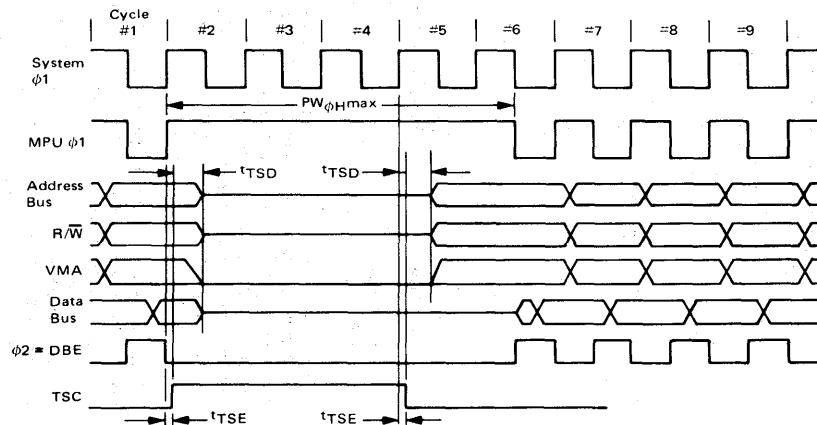 Cycle
#1 #2 #3 #4 #5 #6 #7 #8 #9
System
ϕ1
PWϕHmax
MPU ϕ1
tTSD tTSD
Address
Bus
R/W̅
VMA
Data
Bus
ϕ2 = DBE
TSC
tTSE tTSE